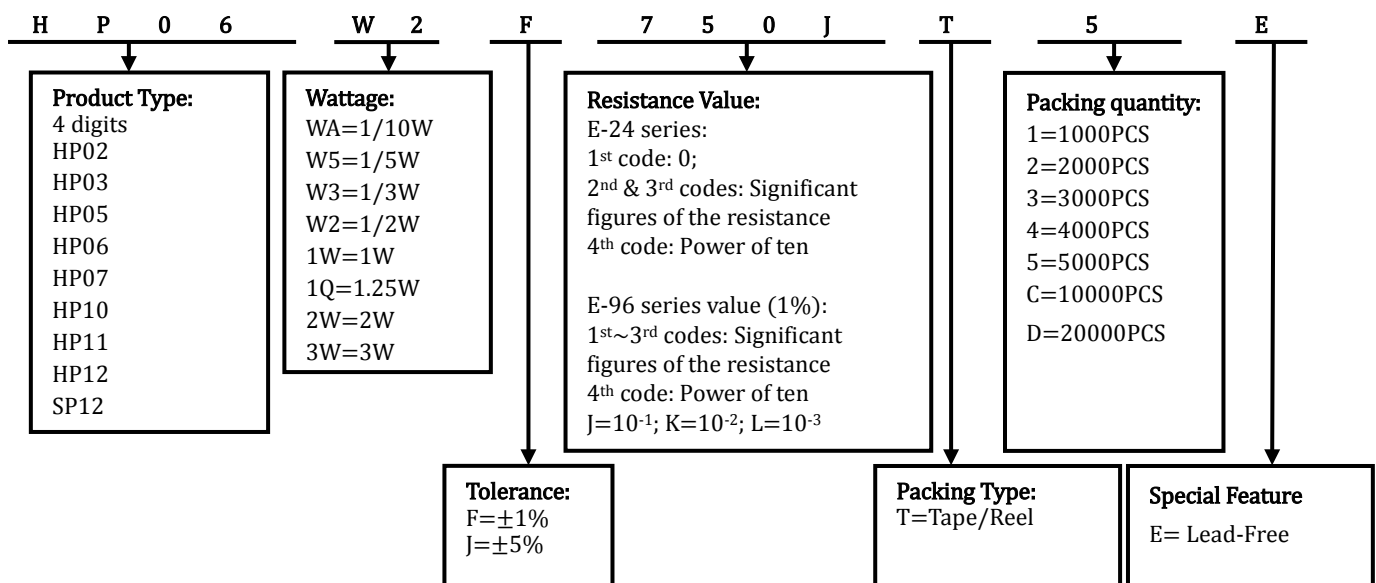 H P 0 6 W 2 F 7 5 0 J T 5 E
Product Type:
4 digits
HP02
HP03
HP05
HP06
HP07
HP10
HP11
HP12
SP12
Wattage:
WA=1/10W
W5=1/5W
W3=1/3W
W2=1/2W
1W=1W
1Q=1.25W
2W=2W
3W=3W
Resistance Value:
E-24 series:
1st code: 0;
2nd & 3rd codes: Significant
figures of the resistance
4th code: Power of ten
E-96 series value (1%):
1st~3rd codes: Significant
figures of the resistance
4th code: Power of ten
J=10-1; K=10-2; L=10-3
Packing quantity:
1=1000PCS
2=2000PCS
3=3000PCS
4=4000PCS
5=5000PCS
C=10000PCS
D=20000PCS
Tolerance:
F=±1%
J=±5%
Packing Type:
T=Tape/Reel
Special Feature
E= Lead-Free